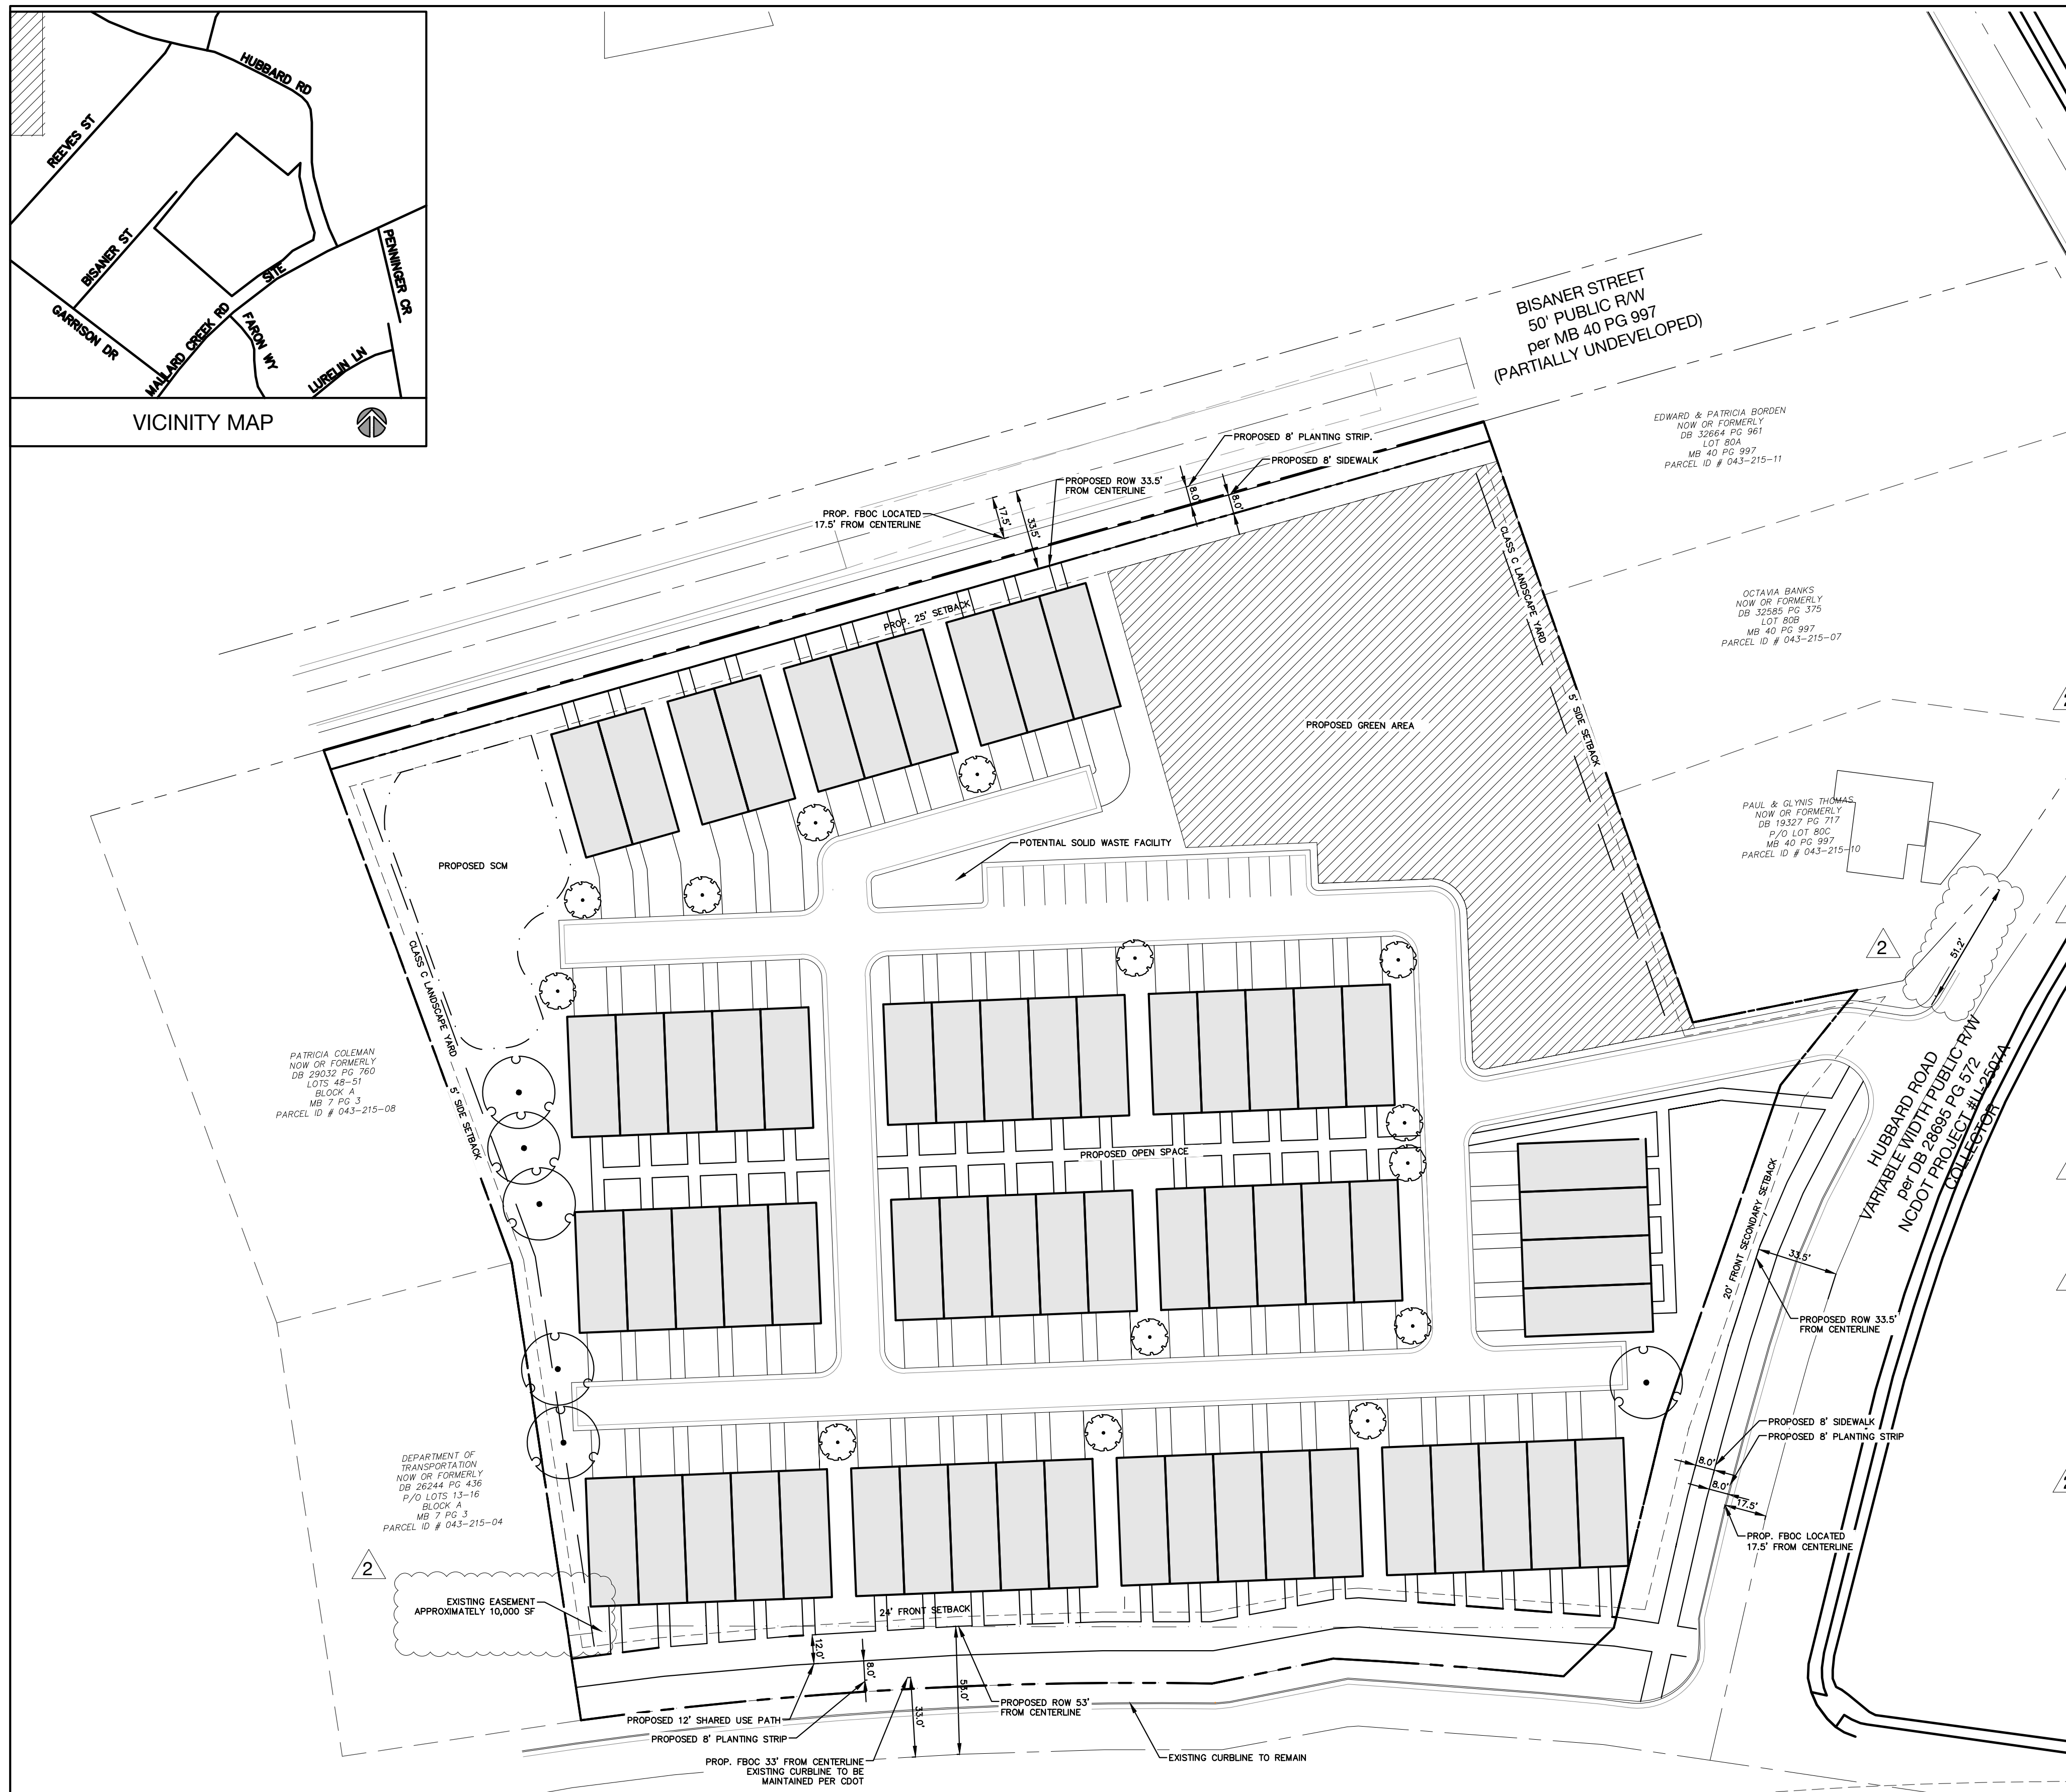 HUBBARD RD
REEVES ST
BISANER ST
SITE
PENNINGER CR
GARRISON DR
MALLARD CREEK RD
FARON WY
LURELIN LN
VICINITY MAP
BISANER STREET
50' PUBLIC R/W
per MB 40 PG 997
(PARTIALLY UNDEVELOPED)
EDWARD & PATRICIA BORDEN
NOW OR FORMERLY
DB 32664 PG 961
LOT 80A
MB 40 PG 997
PARCEL ID # 043-215-11
PROPOSED 8' PLANTING STRIP.
PROPOSED 8' SIDEWALK
PROPOSED ROW 33.5'
FROM CENTERLINE
PROP. FBOC LOCATED
17.5' FROM CENTERLINE
17.5'
33.5'
8.0'
8.0'
PROP. 25' SETBACK
CLASS C LANDSCAPE YARD
5' SIDE SETBACK
OCTAVIA BANKS
NOW OR FORMERLY
DB 32585 PG 375
LOT 80B
MB 40 PG 997
PARCEL ID # 043-215-07
PROPOSED GREEN AREA
PAUL & GLYNIS THOMAS
NOW OR FORMERLY
DB 19327 PG 717
P/O LOT 80C
MB 40 PG 997
PARCEL ID # 043-215-10
POTENTIAL SOLID WASTE FACILITY
PROPOSED SCM
2
51.2'
CLASS C LANDSCAPE YARD
5' SIDE SETBACK
PATRICIA COLEMAN
NOW OR FORMERLY
DB 29032 PG 760
LOTS 48-51
BLOCK A
MB 7 PG 3
PARCEL ID # 043-215-08
PROPOSED OPEN SPACE
HUBBARD ROAD
VARIABLE WIDTH PUBLIC R/W
per DB 28695 PG 572
NCDOT PROJECT #U-2507A
COLLECTOR
20' FRONT SECONDARY SETBACK
33.5'
PROPOSED ROW 33.5'
FROM CENTERLINE
PROPOSED 8' SIDEWALK
PROPOSED 8' PLANTING STRIP
8.0'
8.0'
17.5'
PROP. FBOC LOCATED
17.5' FROM CENTERLINE
DEPARTMENT OF
TRANSPORTATION
NOW OR FORMERLY
DB 26244 PG 436
P/O LOTS 13-16
BLOCK A
MB 7 PG 3
PARCEL ID # 043-215-04
2
EXISTING EASEMENT
APPROXIMATELY 10,000 SF
24' FRONT SETBACK
12.0'
8.0'
33.0'
53.0'
PROPOSED 12' SHARED USE PATH
PROPOSED 8' PLANTING STRIP
PROP. FBOC 33' FROM CENTERLINE
EXISTING CURBLINE TO BE
MAINTAINED PER CDOT
PROPOSED ROW 53'
FROM CENTERLINE
EXISTING CURBLINE TO REMAIN